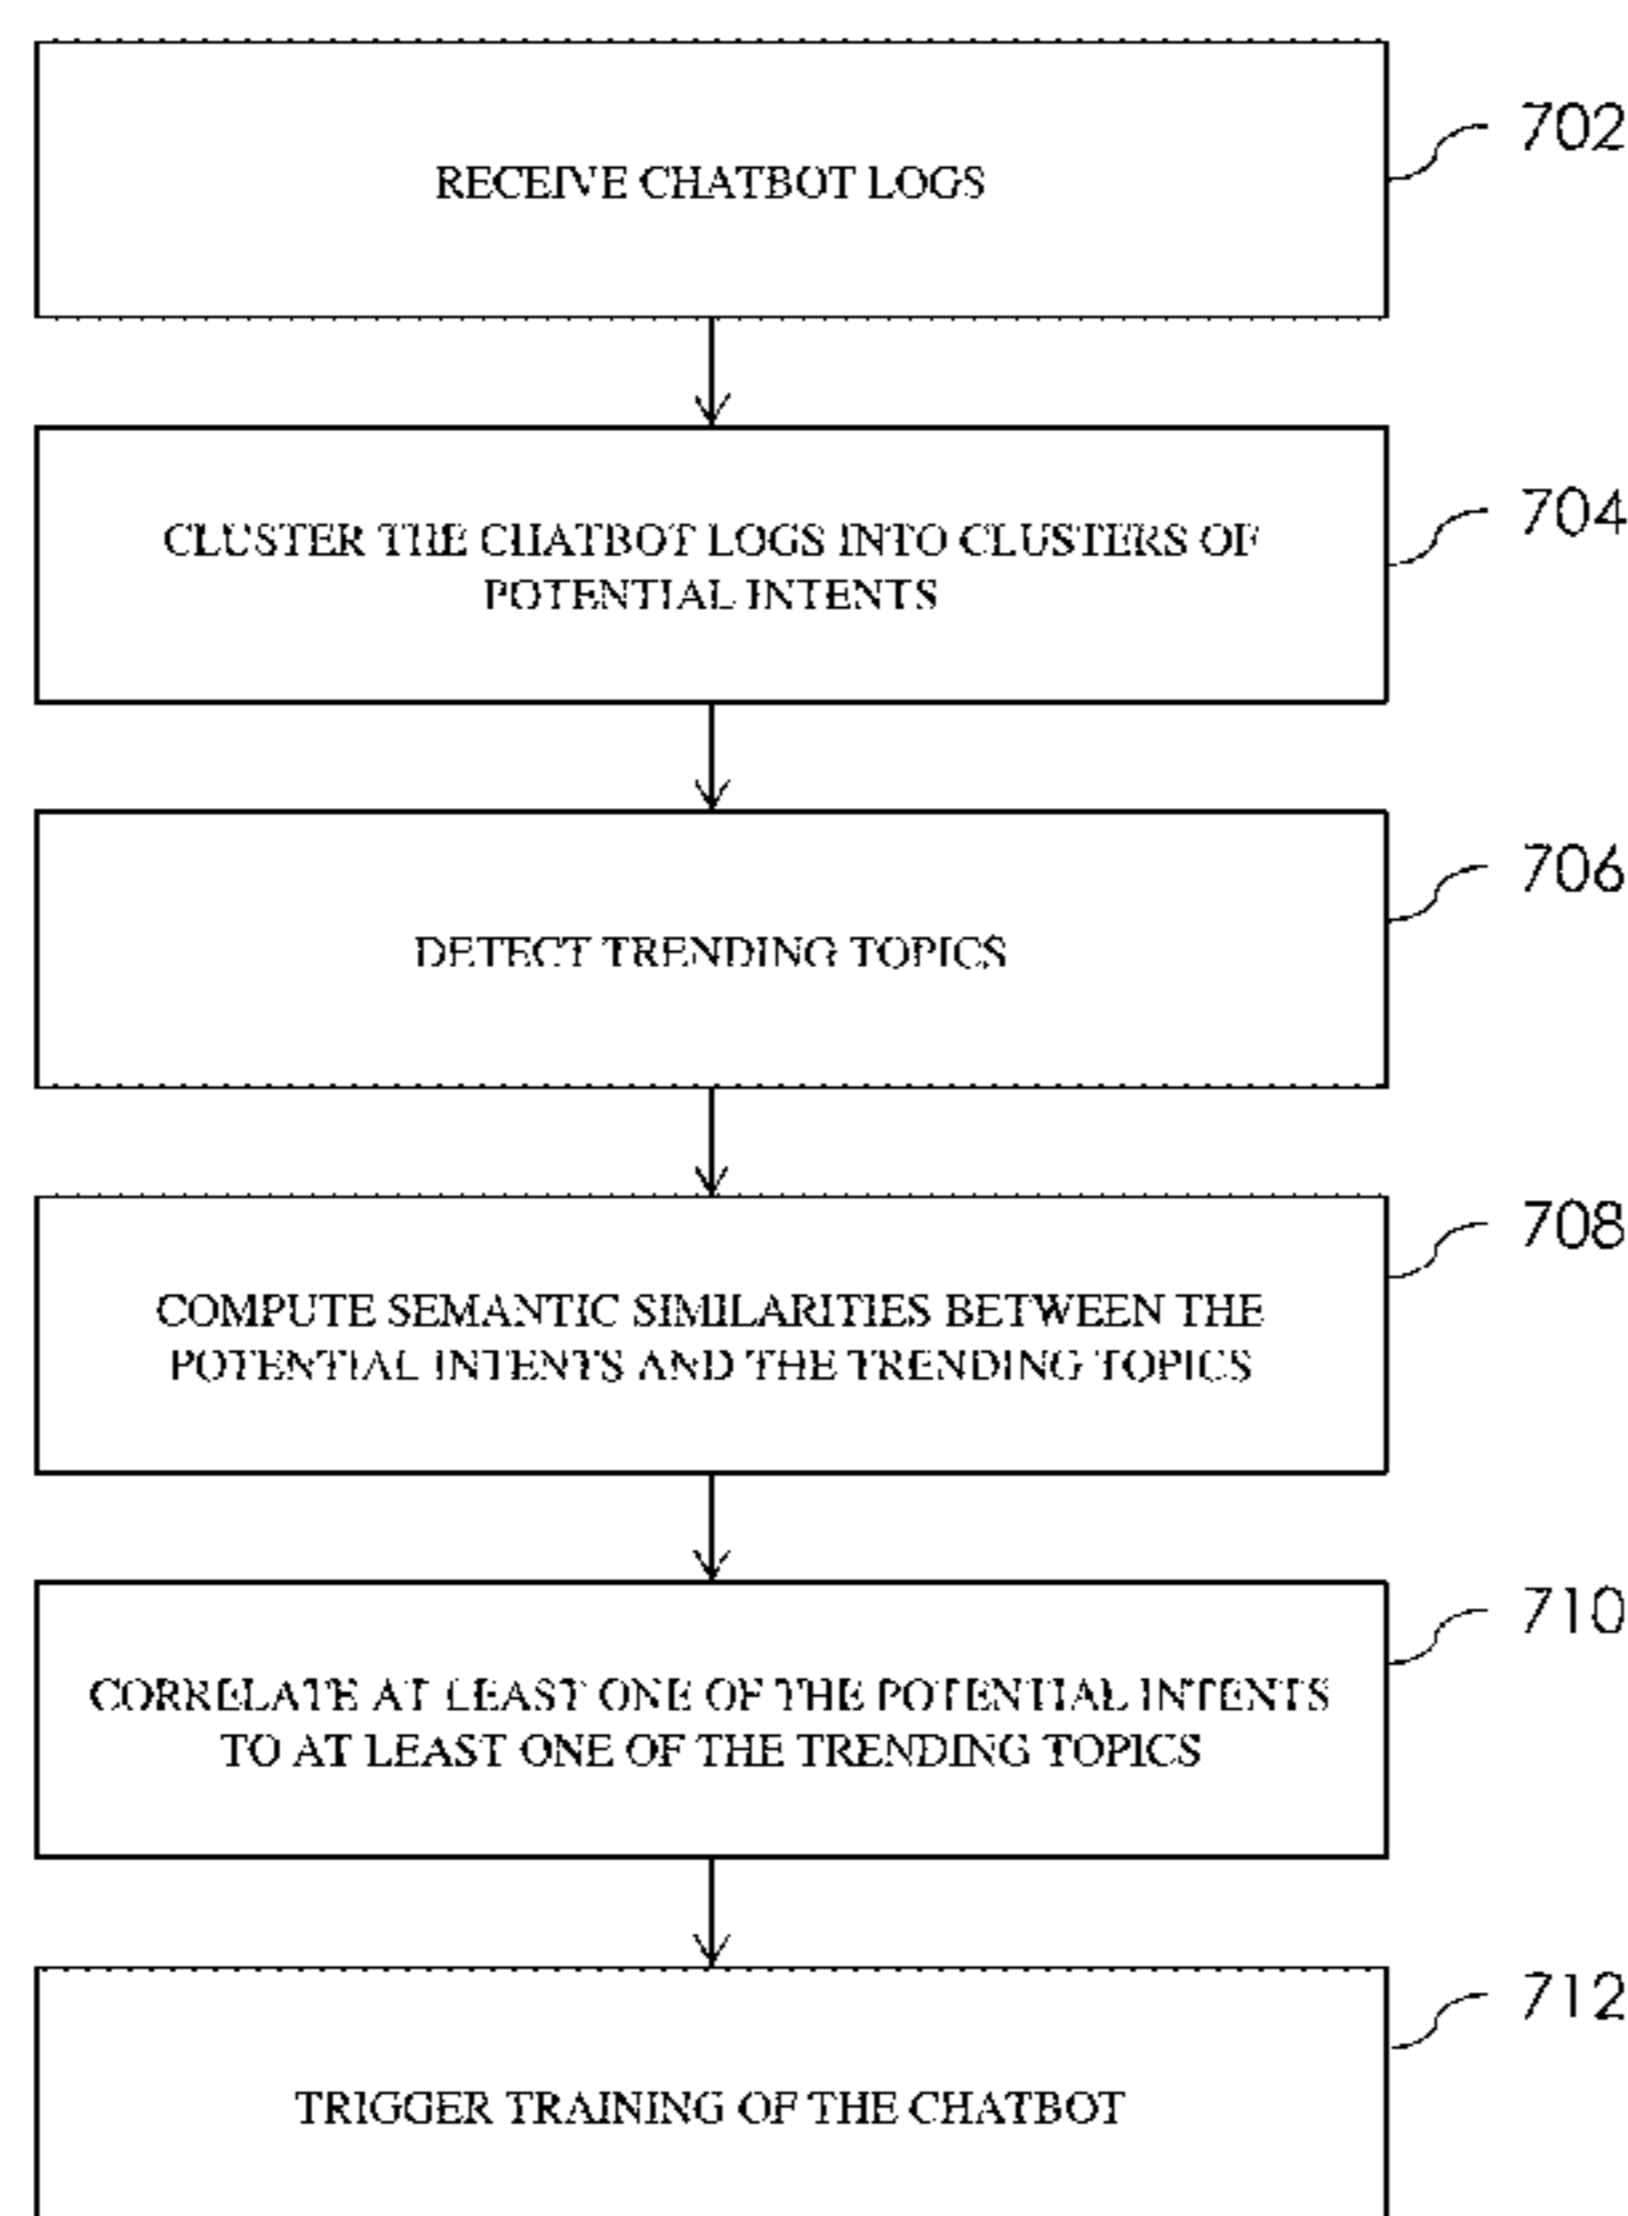 RECEIVE CHATBOT LOGS
702
CLUSTER THE CHATBOT LOGS INTO CLUSTERS OF
POTENTIAL INTENTS
704
DETECT TRENDING TOPICS
706
COMPUTE SEMANTIC SIMILARITIES BETWEEN THE
POTENTIAL INTENTS AND THE TRENDING TOPICS
708
CORRELATE AT LEAST ONE OF THE POTENTIAL INTENTS
TO AT LEAST ONE OF THE TRENDING TOPICS
710
TRIGGER TRAINING OF THE CHATBOT
712